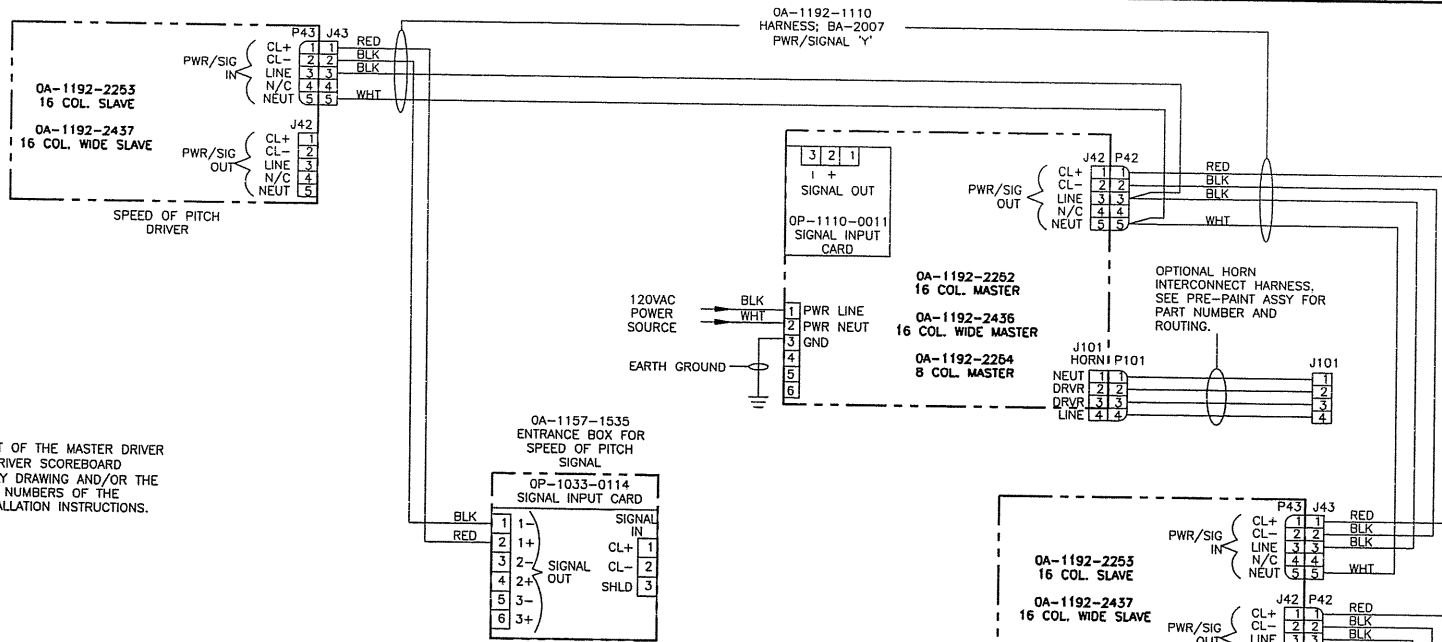 0A-1192-1110
HARNESS; BA-2007
PWR/SIGNAL 'Y'
P43 J43
PWR/SIG
IN
CL+ 1 1 RED
CL- 2 2 BLK
LINE 3 3 BLK
N/C 4 4
NEUT 5 5 WHT
0A-1192-2253
16 COL. SLAVE
0A-1192-2437
16 COL. WIDE SLAVE
J42
PWR/SIG
OUT
CL+ 1
CL- 2
LINE 3
N/C 4
NEUT 5
SPEED OF PITCH
DRIVER
3 2 1
- +
SIGNAL OUT
0P-1110-0011
SIGNAL INPUT
CARD
J42 P42
PWR/SIG
OUT
CL+ 1 1 RED
CL- 2 2 BLK
LINE 3 3 BLK
N/C 4 4
NEUT 5 5 WHT
0A-1192-2252
16 COL. MASTER
0A-1192-2436
16 COL. WIDE MASTER
0A-1192-2254
8 COL. MASTER
120VAC
POWER
SOURCE
BLK 1 PWR LINE
WHT 2 PWR NEUT
3 GND
4
5
6
EARTH GROUND
OPTIONAL HORN
INTERCONNECT HARNESS,
SEE PRE-PAINT ASSY FOR
PART NUMBER AND
ROUTING.
J101
HORN P101
NEUT 1 1
DRVR 2 2
DRVR 3 3
LINE 4 4
J101
1
2
3
4
T OF THE MASTER DRIVER
RIVER SCOREBOARD
Y DRAWING AND/OR THE
NUMBERS OF THE
ALLATION INSTRUCTIONS.
0A-1157-1535
ENTRANCE BOX FOR
SPEED OF PITCH
SIGNAL
0P-1033-0114
SIGNAL INPUT CARD
BLK 1 1-
RED 2 1+
3 2-
4 2+
5 3-
6 3+
SIGNAL
OUT
SIGNAL
IN
CL+ 1
CL- 2
SHLD 3
P43 J43
PWR/SIG
IN
CL+ 1 1 RED
CL- 2 2 BLK
LINE 3 3 BLK
N/C 4 4
NEUT 5 5 WHT
0A-1192-2253
16 COL. SLAVE
0A-1192-2437
16 COL. WIDE SLAVE
J42 P42
PWR/SIG
OUT
CL+ 1 1 RED
CL- 2 2 BLK
LINE 3 3 BLK